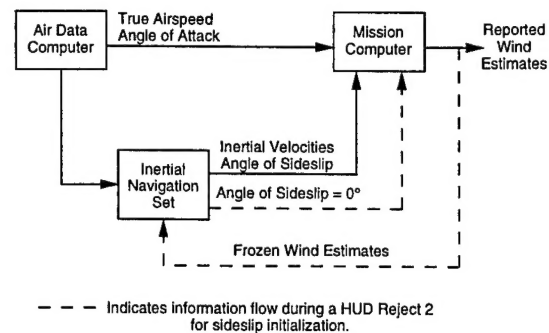 Air Data
Computer
True Airspeed
Angle of Attack
Mission
Computer
Reported
Wind
Estimates
Inertial
Navigation
Set
Inertial Velocities
Angle of Sideslip
Angle of Sideslip = 0°
Frozen Wind Estimates
Indicates information flow during a HUD Reject 2
for sideslip initialization.